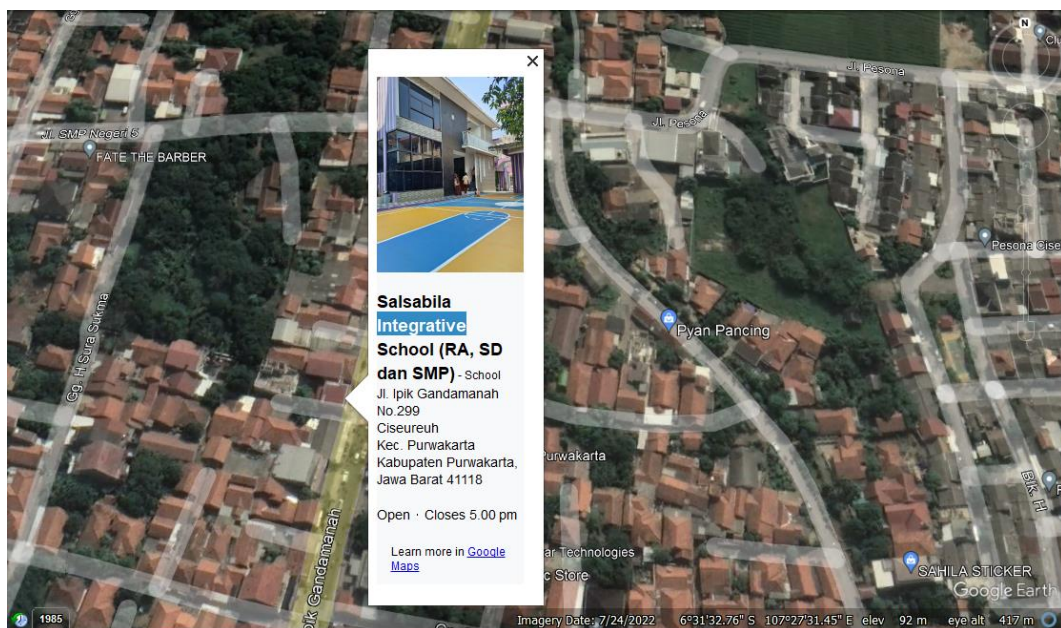 N
Clu
Jl. Pesona
Jl. Pesona
Jl. SMP Negeri 5
FATE THE BARBER
Pesona Cise
Gg. H Sura Sukma
Pyan Pancing
Salsabila
Integrative
School (RA, SD
dan SMP) - School
Jl. Ipik Gandamanah
No.299
Ciseureuh
Kec. Purwakarta
Kabupaten Purwakarta,
Jawa Barat 41118
Open · Closes 5.00 pm
Learn more in Google
Maps
urwakarta
Blk. H
ar Technologies
c Store
pik Gandamanah
SAHILA STICKER
Google Earth
1985
Imagery Date: 7/24/2022 6°31'32.76" S 107°27'31.45" E elev 92 m eye alt 417 m